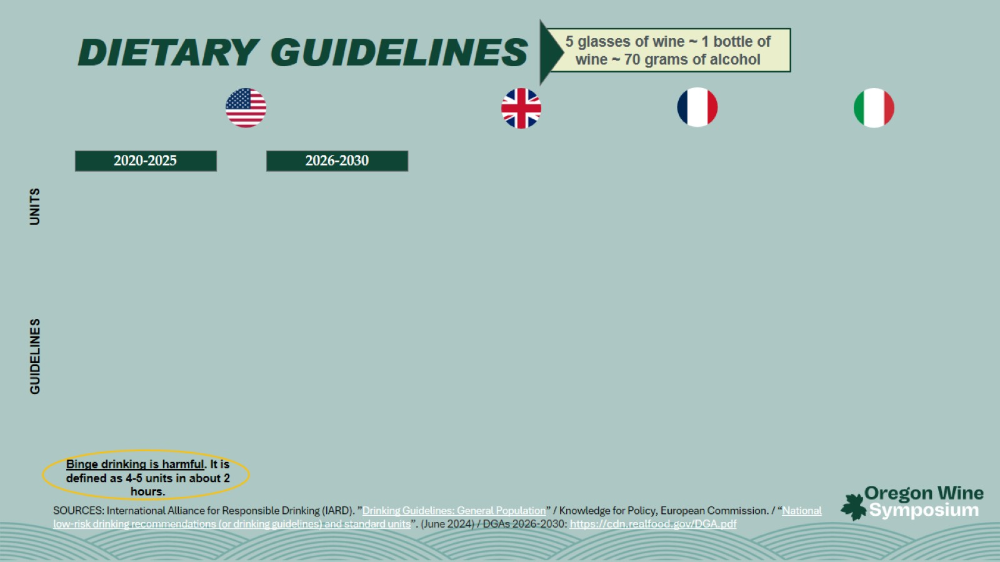 DIETARY GUIDELINES
5 glasses of wine ~ 1 bottle of
wine ~ 70 grams of alcohol
2020-2025
2026-2030
UNITS
GUIDELINES
Binge drinking is harmful. It is
defined as 4-5 units in about 2
hours.
SOURCES: International Alliance for Responsible Drinking (IARD). ”Drinking Guidelines: General Population” / Knowledge for Policy, European Commission. / “National
low-risk drinking recommendations (or drinking guidelines) and standard units”. (June 2024) / DGAs 2026-2030: https://cdn.realfood.gov/DGA.pdf
Oregon Wine
Symposium